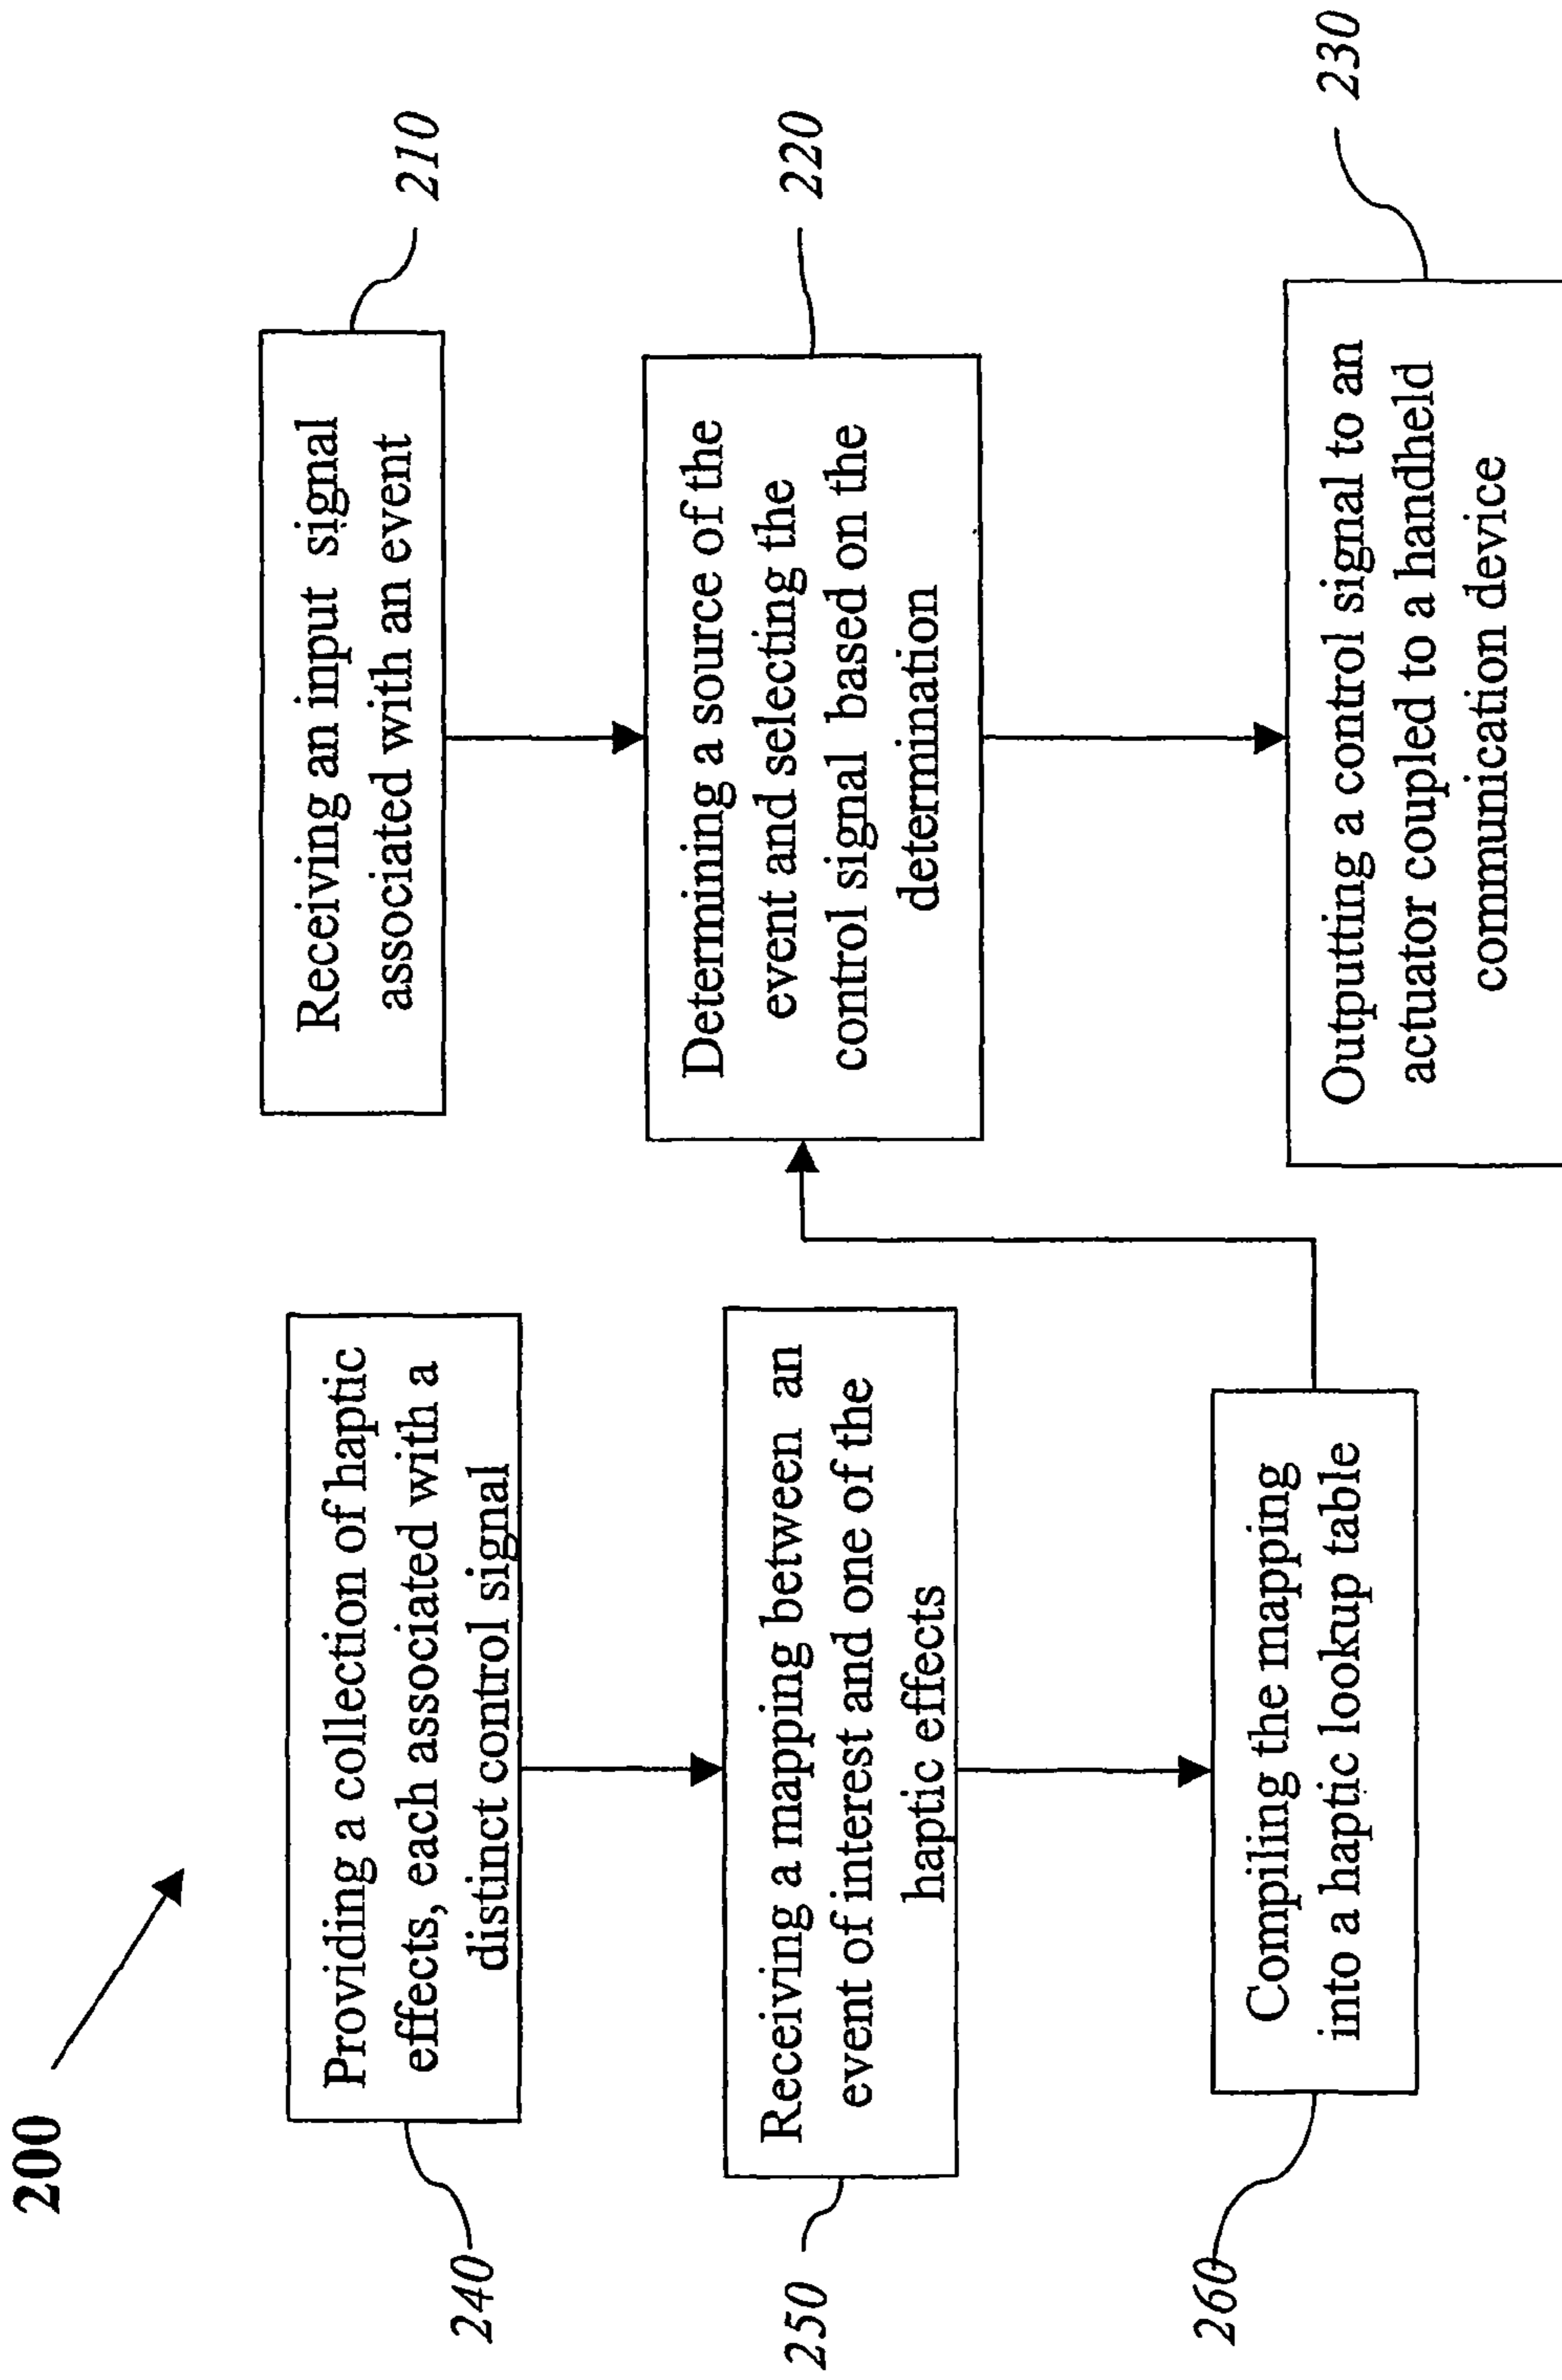 200
240
Providing a collection of haptic
effects, each associated with a
distinct control signal
250
Receiving a mapping between an
event of interest and one of the
haptic effects
260
Compiling the mapping
into a haptic lookup table
Receiving an input signal
associated with an event
210
Determining a source of the
event and selecting the
control signal based on the
determination
220
Outputting a control signal to an
actuator coupled to a handheld
communication device
230